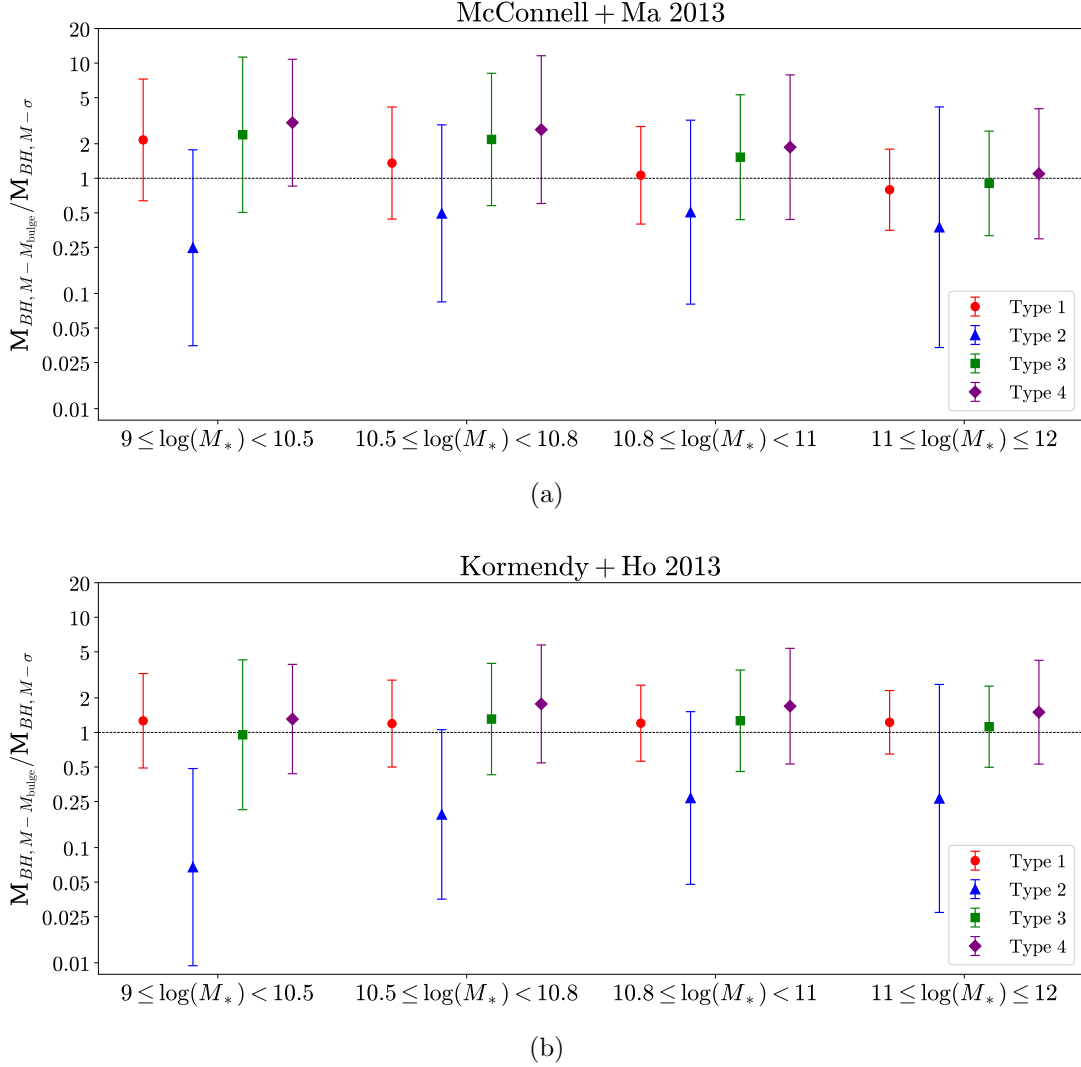 McConnell + Ma 2013
M_{BH, M − M_{bulge}}/M_{BH, M − σ}
20
10
5
2
1
0.5
0.25
0.1
0.05
0.025
0.01
Type 1
Type 2
Type 3
Type 4
9 ≤ log(M_*) < 10.5
10.5 ≤ log(M_*) < 10.8
10.8 ≤ log(M_*) < 11
11 ≤ log(M_*) ≤ 12
(a)
Kormendy + Ho 2013
M_{BH, M − M_{bulge}}/M_{BH, M − σ}
20
10
5
2
1
0.5
0.25
0.1
0.05
0.025
0.01
Type 1
Type 2
Type 3
Type 4
9 ≤ log(M_*) < 10.5
10.5 ≤ log(M_*) < 10.8
10.8 ≤ log(M_*) < 11
11 ≤ log(M_*) ≤ 12
(b)